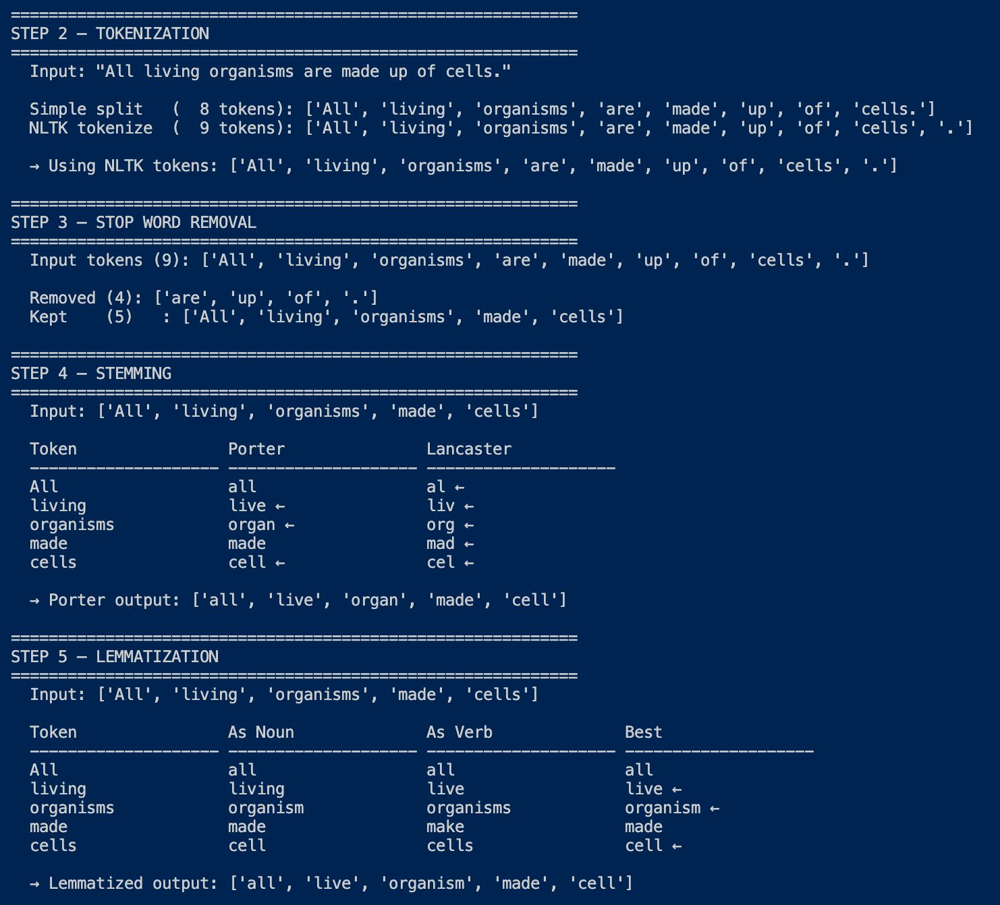 ============================================================
STEP 2 — TOKENIZATION
============================================================
  Input: "All living organisms are made up of cells."

  Simple split   (  8 tokens): ['All', 'living', 'organisms', 'are', 'made', 'up', 'of', 'cells.']
  NLTK tokenize  (  9 tokens): ['All', 'living', 'organisms', 'are', 'made', 'up', 'of', 'cells', '.']

  → Using NLTK tokens: ['All', 'living', 'organisms', 'are', 'made', 'up', 'of', 'cells', '.']

============================================================
STEP 3 — STOP WORD REMOVAL
============================================================
  Input tokens (9): ['All', 'living', 'organisms', 'are', 'made', 'up', 'of', 'cells', '.']

  Removed (4): ['are', 'up', 'of', '.']
  Kept    (5)   : ['All', 'living', 'organisms', 'made', 'cells']

============================================================
STEP 4 — STEMMING
============================================================
  Input: ['All', 'living', 'organisms', 'made', 'cells']

  Token                Porter               Lancaster
  ──────────────────── ──────────────────── ────────────────────
  All                  all                  al ←
  living               live ←               liv ←
  organisms            organ ←              org ←
  made                 made                 mad ←
  cells                cell ←               cel ←

  → Porter output: ['all', 'live', 'organ', 'made', 'cell']

============================================================
STEP 5 — LEMMATIZATION
============================================================
  Input: ['All', 'living', 'organisms', 'made', 'cells']

  Token                As Noun              As Verb              Best
  ──────────────────── ──────────────────── ──────────────────── ────────────────────
  All                  all                  all                  all
  living               living               live                 live ←
  organisms            organism             organisms            organism ←
  made                 made                 make                 made
  cells                cell                 cells                cell ←

  → Lemmatized output: ['all', 'live', 'organism', 'made', 'cell']